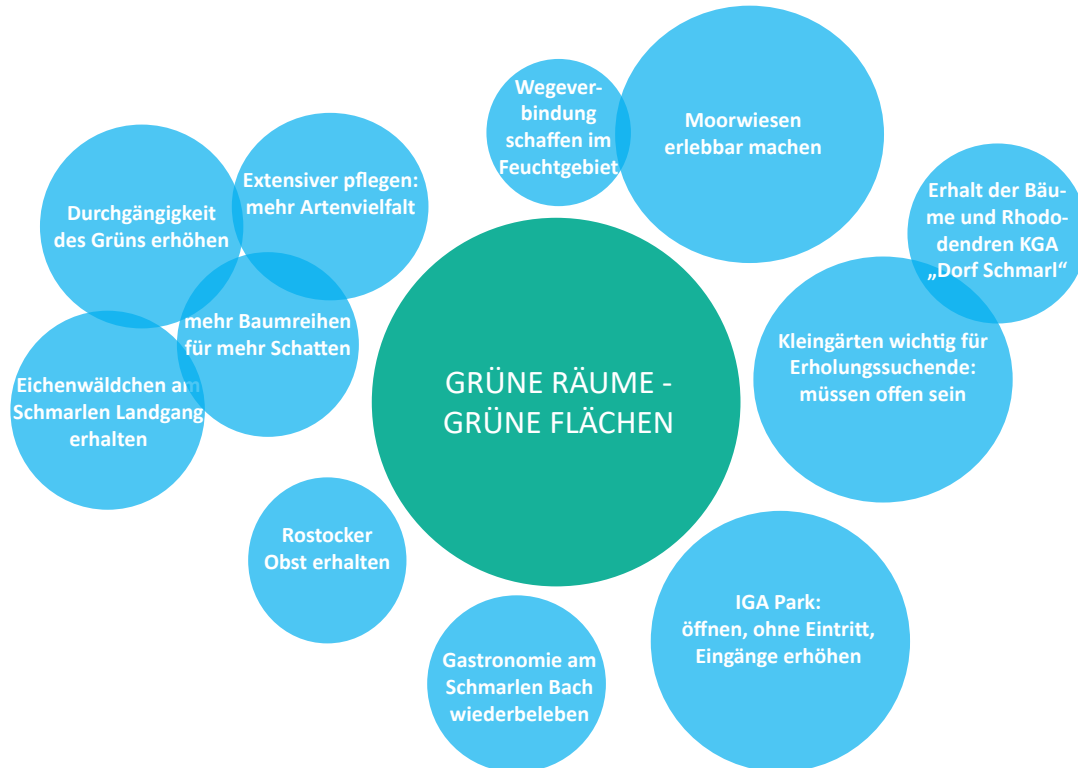 Wegever-
bindung
schaffen im
Feuchtgebiet
Moorwiesen
erlebbar machen
Extensiver pflegen:
mehr Artenvielfalt
Durchgängigkeit
des Grüns erhöhen
Erhalt der Bäu-
me und Rhodo-
dendren KGA
„Dorf Schmarl“
mehr Baumreihen
für mehr Schatten
Kleingärten wichtig für
Erholungssuchende:
müssen offen sein
Eichenwäldchen am
Schmarlen Landgang
erhalten
GRÜNE RÄUME -
GRÜNE FLÄCHEN
Rostocker
Obst erhalten
IGA Park:
öffnen, ohne Eintritt,
Eingänge erhöhen
Gastronomie am
Schmarlen Bach
wiederbeleben